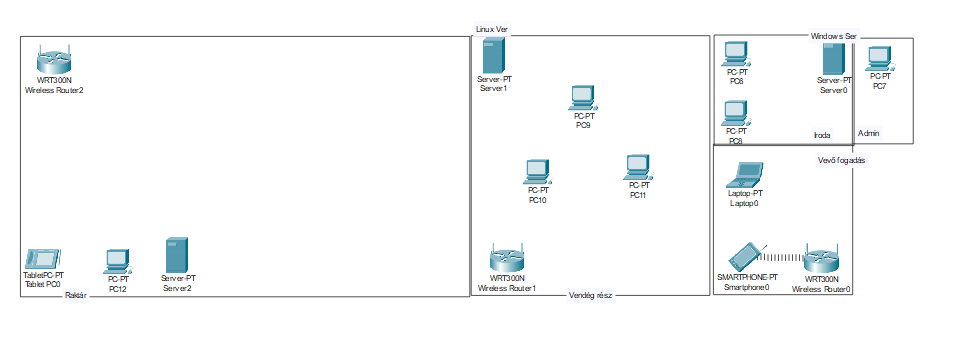 Linux Ver
Windows Ser
WRT300N
Wireless Router2
Server-PT
Server1
PC-PT
PC9
PC-PT
PC6
Server-PT
Server0
PC-PT
PC7
PC-PT
PC8
Iroda
Admin
Vevő fogadás
PC-PT
PC10
PC-PT
PC11
Laptop-PT
Laptop0
TabletPC-PT
Tablet PC0
PC-PT
PC12
Server-PT
Server2
WRT300N
Wireless Router1
SMARTPHONE-PT
Smartphone0
WRT300N
Wireless Router0
Raktár
Vendég rész